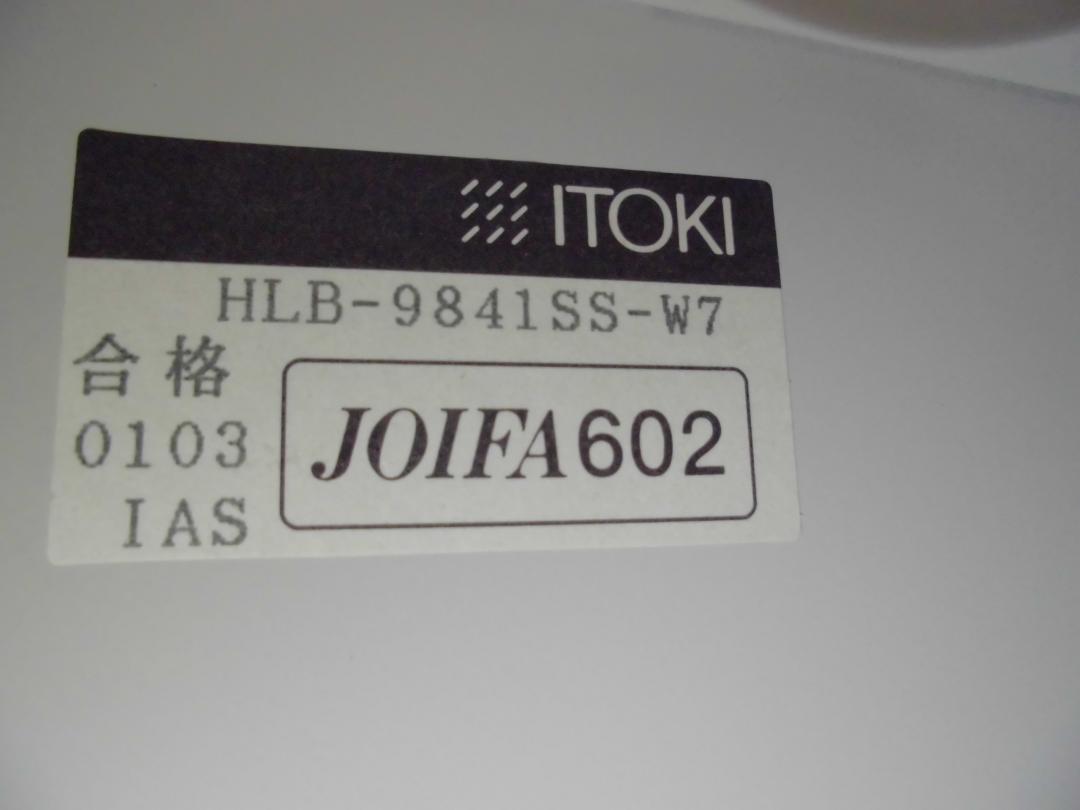 ITOKI
HLB-9841SS-W7
合格
0103
IAS
JOIFA602